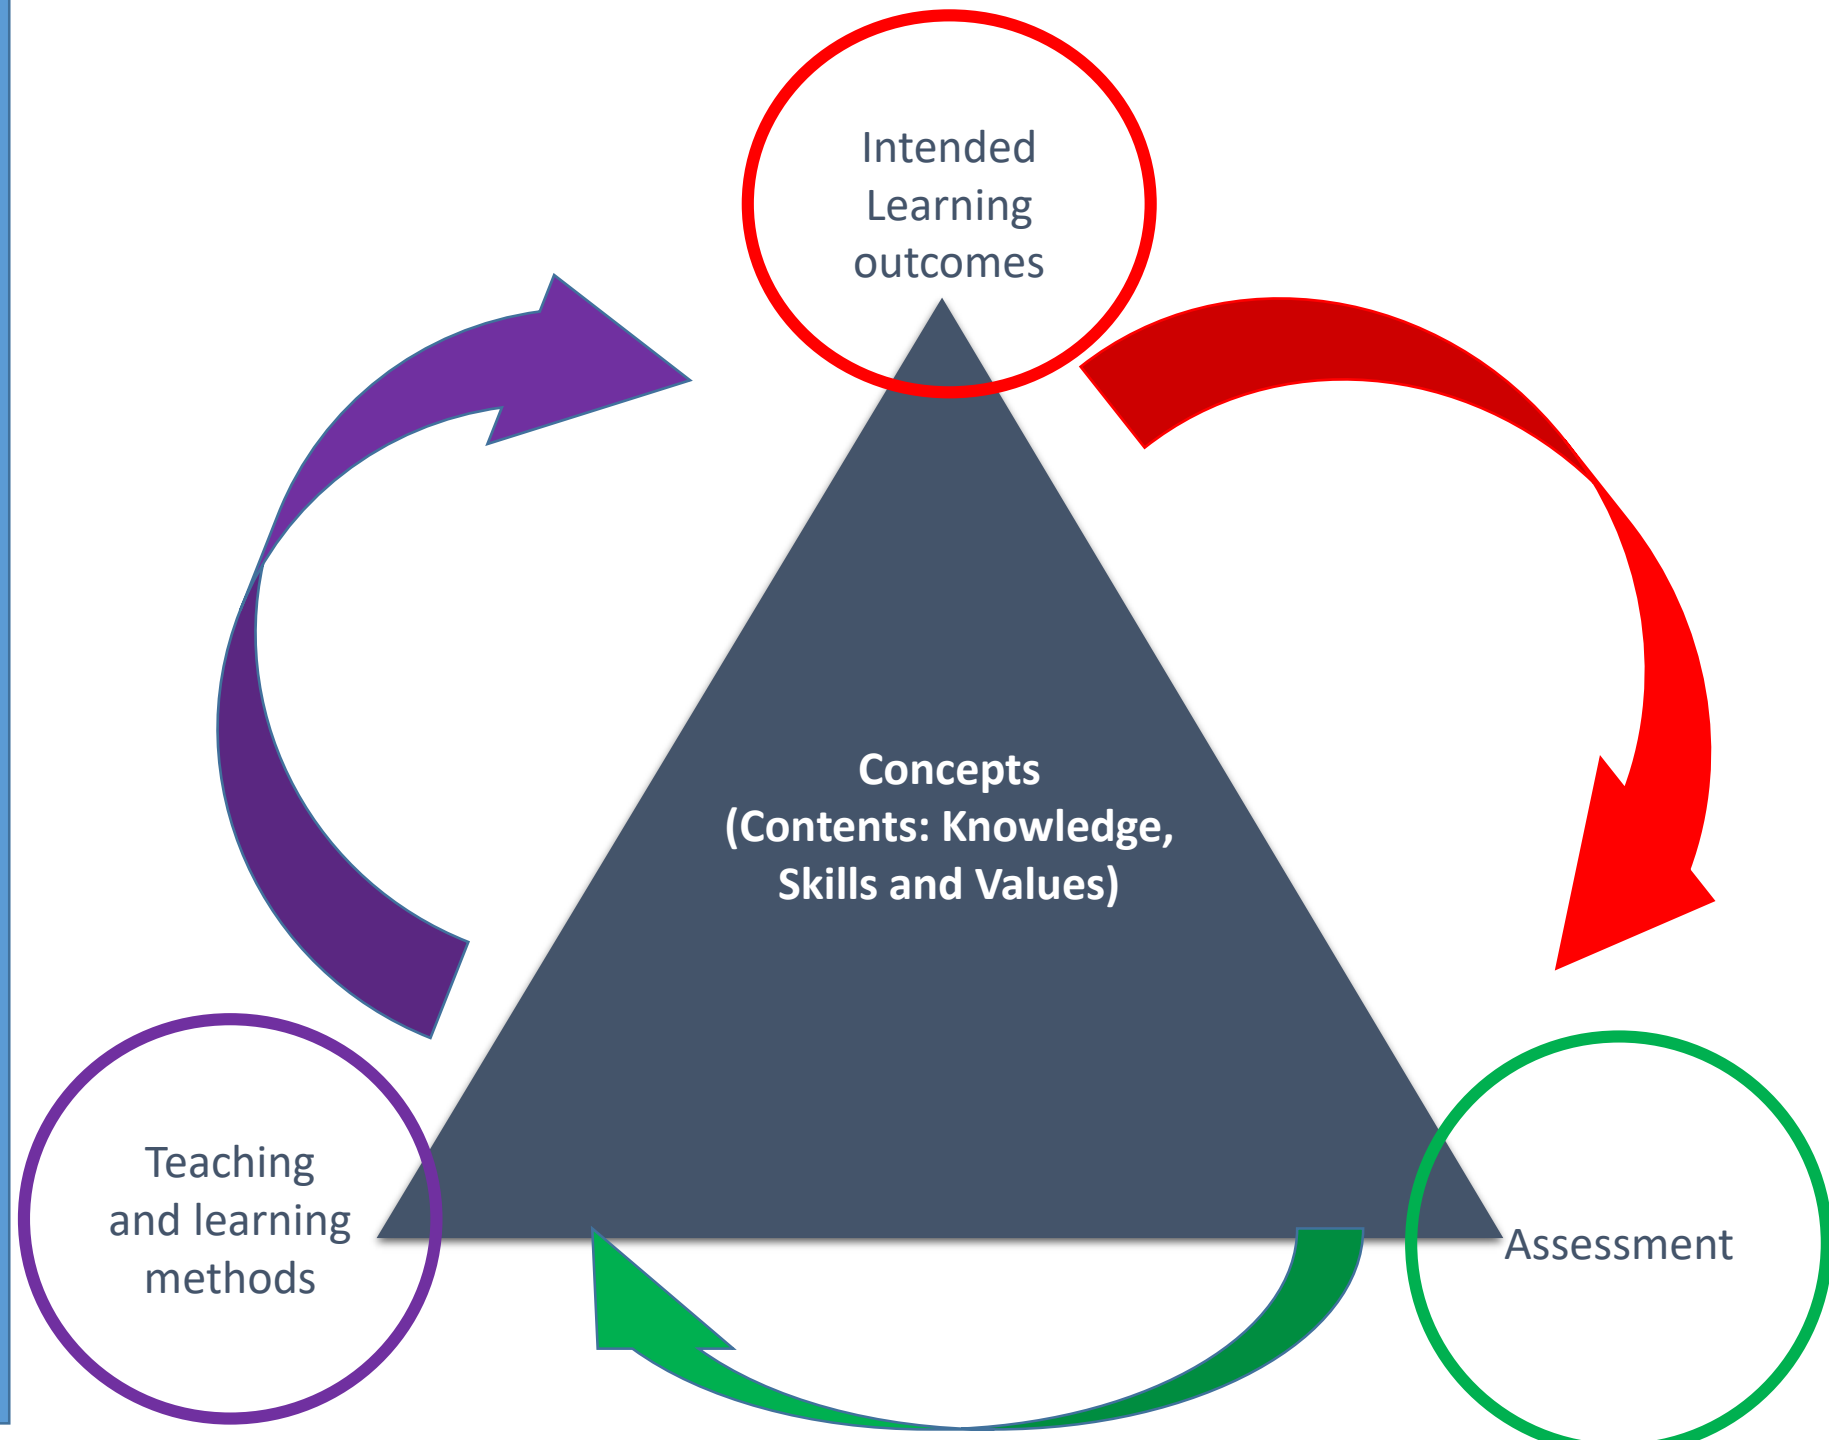 Intended
Learning
outcomes
Concepts
(Contents: Knowledge,
Skills and Values)
Teaching
and learning
methods
Assessment